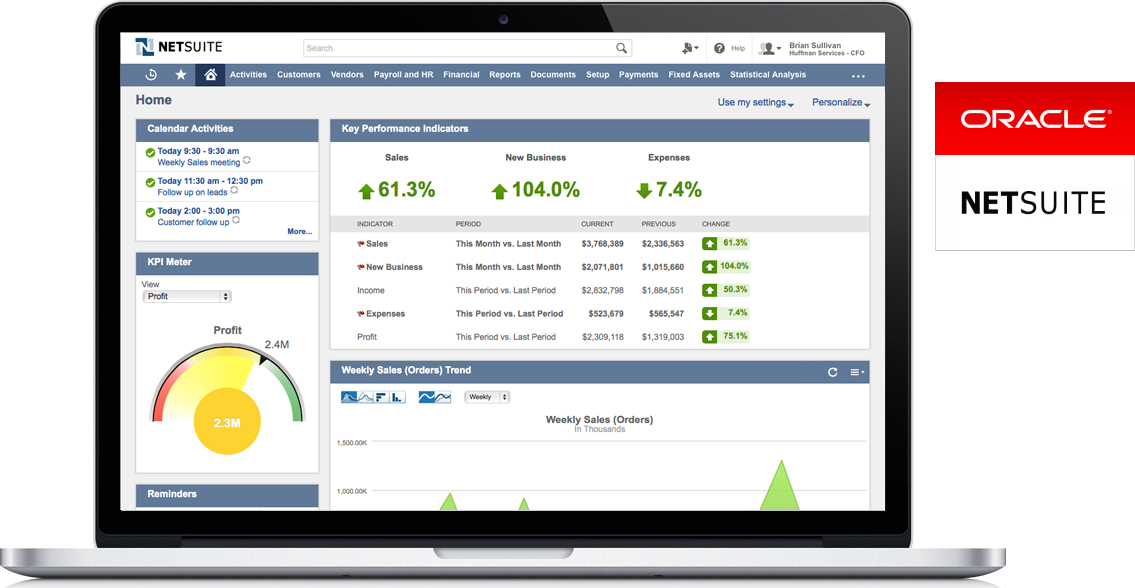 NETSUITE
Search
Help
Brian Sullivan
Huffman Services - CFO
Activities Customers Vendors Payroll and HR Financial Reports Documents Setup Payments Fixed Assets Statistical Analysis
Home
Use my settings
Personalize
Calendar Activities
Today 9:30 - 9:30 am
Weekly Sales meeting
Today 11:30 am - 12:30 pm
Follow up on leads
Today 2:00 - 3:00 pm
Customer follow up
More...
KPI Meter
View
Profit
Profit
2.4M
2.3M
Reminders
Key Performance Indicators
Sales New Business Expenses
61.3% 104.0% 7.4%
INDICATOR PERIOD CURRENT PREVIOUS CHANGE
Sales This Month vs. Last Month $3,768,389 $2,336,563 61.3%
New Business This Month vs. Last Month $2,071,801 $1,015,660 104.0%
Income This Period vs. Last Period $2,832,798 $1,884,551 50.3%
Expenses This Period vs. Last Period $523,679 $565,547 7.4%
Profit This Period vs. Last Period $2,309,118 $1,319,003 75.1%
Weekly Sales (Orders) Trend
Weekly
Weekly Sales (Orders)
In Thousands
1,500.00K
1,000.00K
ORACLE®
NETSUITE